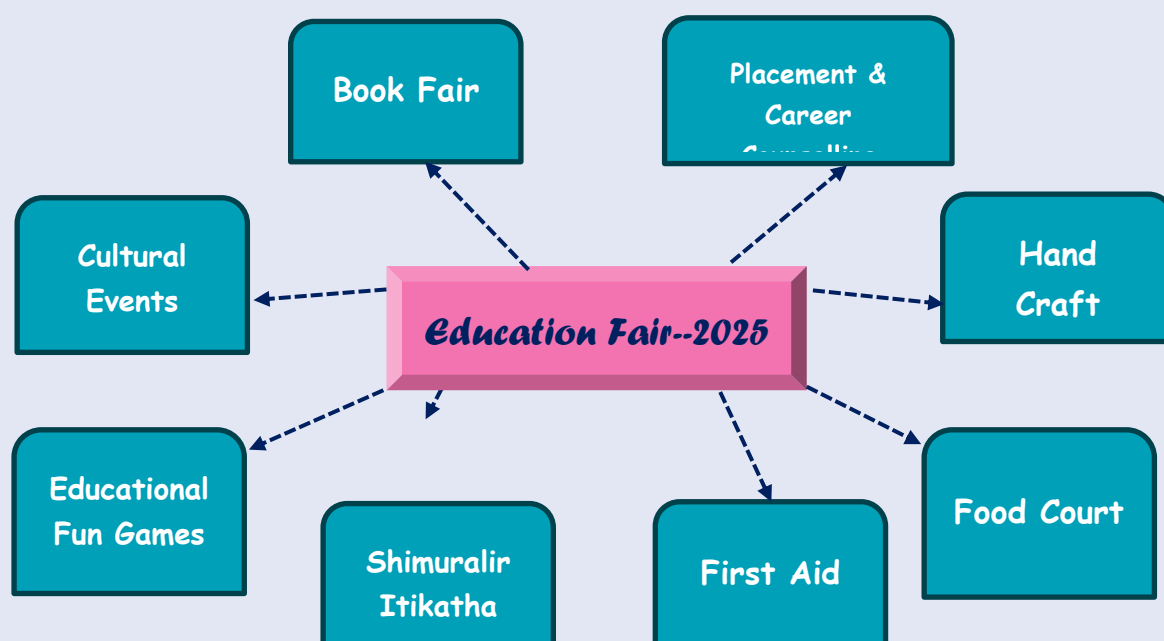 Book Fair
Placement &
Career
Cultural
Events
Hand
Craft
Education Fair--2025
Educational
Fun Games
Food Court
Shimuralir
Itikatha
First Aid